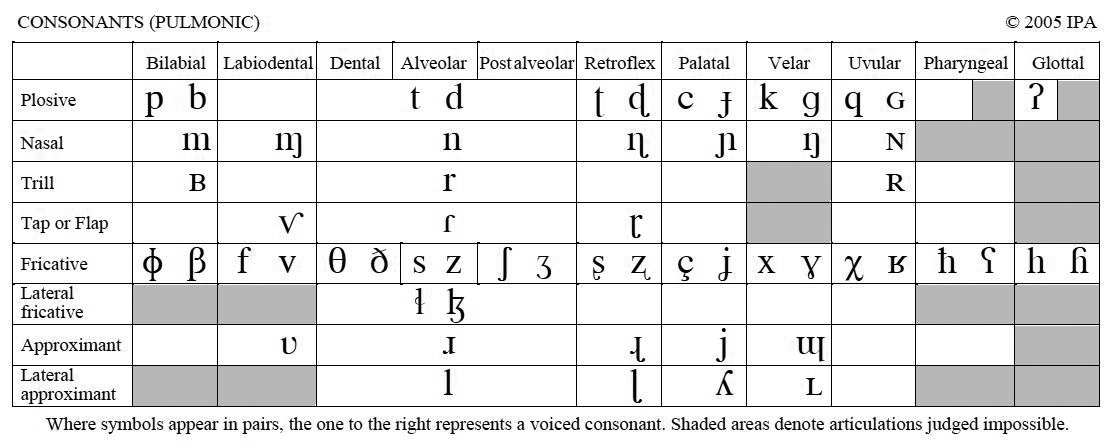 CONSONANTS (PULMONIC) © 2005 IPA
Bilabial Labiodental Dental Alveolar Postalveolar Retroflex Palatal Velar Uvular Pharyngeal Glottal
Plosive p b t d ʈ ɖ c ɟ k ɡ q ɢ ʔ
Nasal m ɱ n ɳ ɲ ŋ ɴ
Trill ʙ r ʀ
Tap or Flap ⱱ ɾ ɽ
Fricative ɸ β f v θ ð s z ʃ ʒ ʂ ʐ ç ʝ x ɣ χ ʁ ħ ʕ h ɦ
Lateral
fricative ɬ ɮ
Approximant ʋ ɹ ɻ j ɰ
Lateral
approximant l ɭ ʎ ʟ
Where symbols appear in pairs, the one to the right represents a voiced consonant. Shaded areas denote articulations judged impossible.